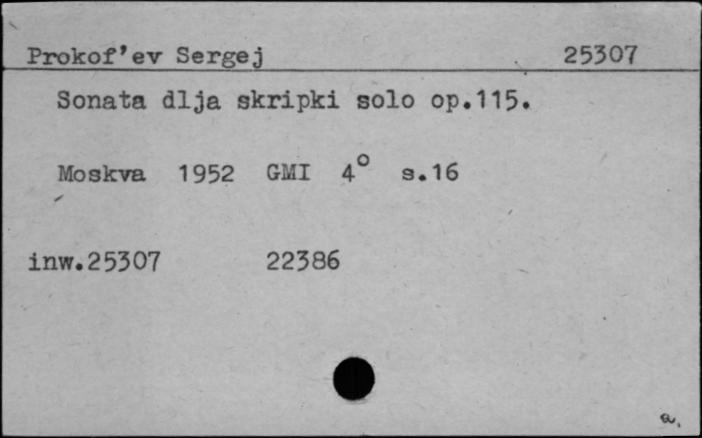 Prokof'ev Sergej 25307
Sonata dlja skripki solo op.115.
Moskva 1952 GMI 4° s.16
inw.25307 22386
a.